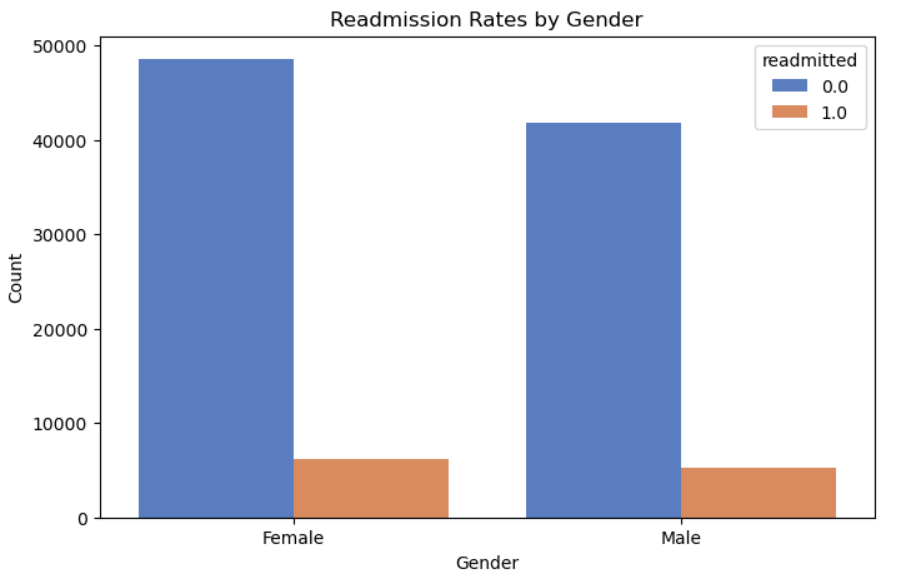 Readmission Rates by Gender
readmitted
0.0
1.0
50000
40000
30000
20000
10000
0
Count
Female Male
Gender